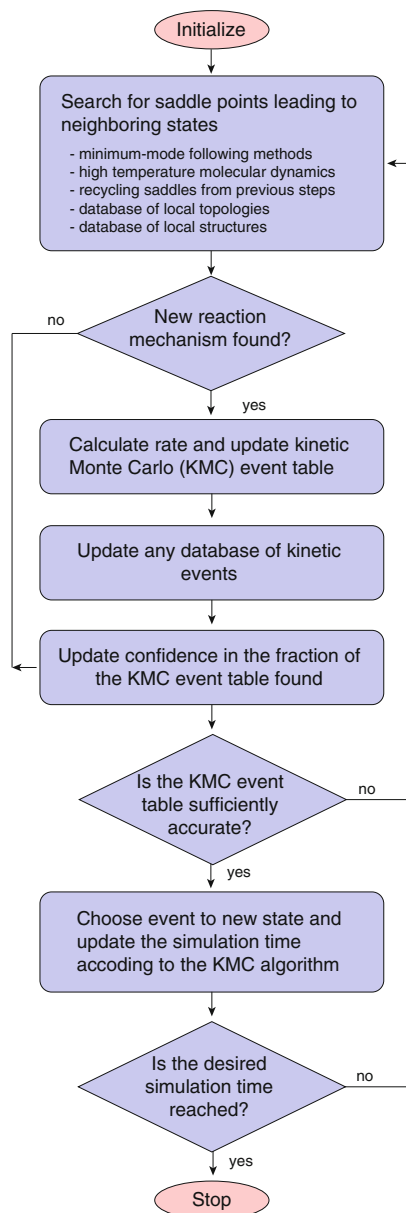 Initialize
Search for saddle points leading to
neighboring states
- minimum-mode following methods
- high temperature molecular dynamics
- recycling saddles from previous steps
- database of local topologies
- database of local structures
no
New reaction
mechanism found?
yes
Calculate rate and update kinetic
Monte Carlo (KMC) event table
Update any database of kinetic
events
Update confidence in the fraction of
the KMC event table found
Is the KMC event
table sufficiently
accurate?
no
yes
Choose event to new state and
update the simulation time
accoding to the KMC algorithm
Is the desired
simulation time
reached?
no
yes
Stop